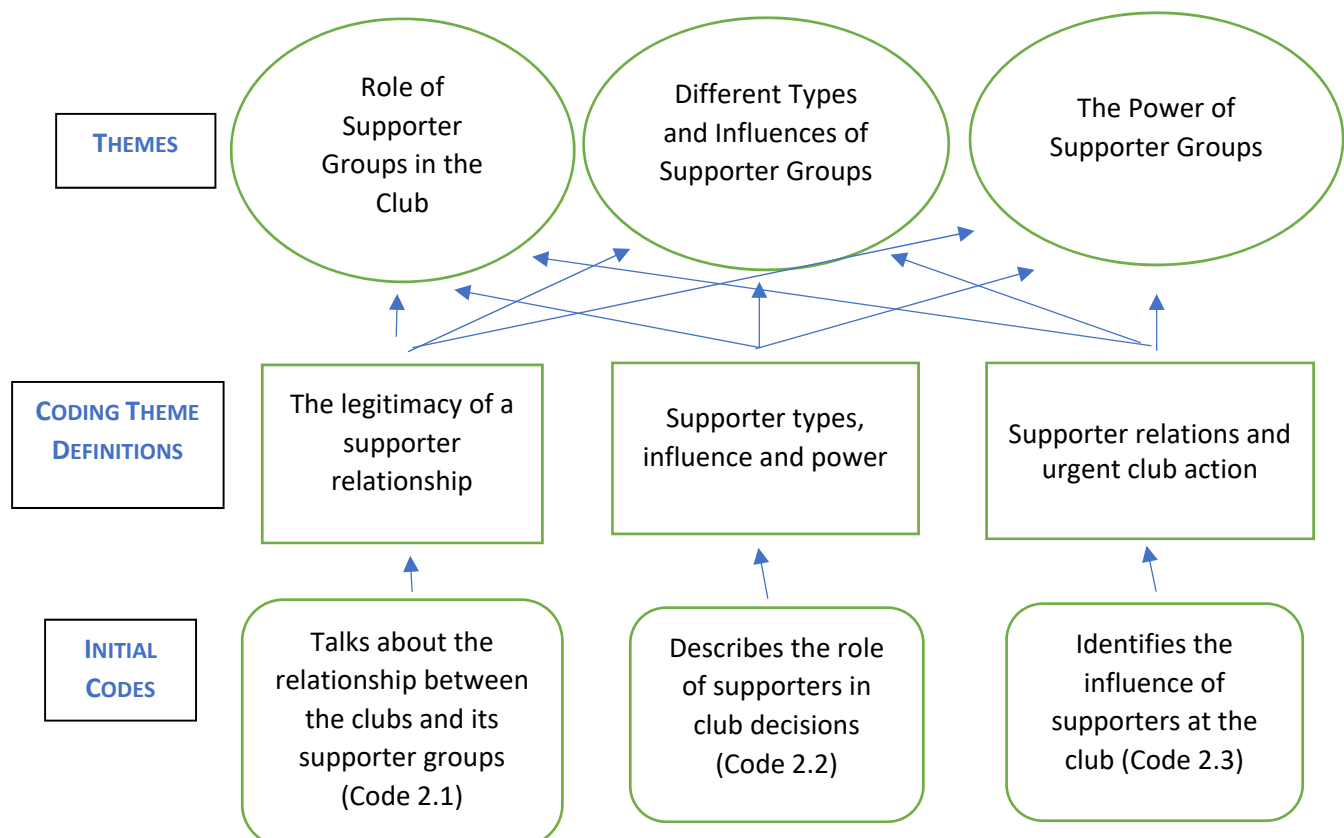 THEMES
Role of
Supporter
Groups in the
Club
Different Types
and Influences of
Supporter Groups
The Power of
Supporter Groups
CODING THEME
DEFINITIONS
The legitimacy of a
supporter
relationship
Supporter types,
influence and power
Supporter relations and
urgent club action
INITIAL
CODES
Talks about the
relationship between
the clubs and its
supporter groups
(Code 2.1)
Describes the role
of supporters in
club decisions
(Code 2.2)
Identifies the
influence of
supporters at the
club (Code 2.3)